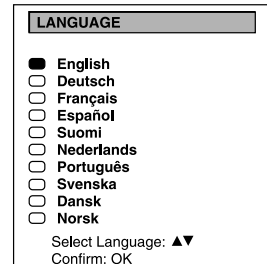 LANGUAGE
English
Deutsch
Français
Español
Suomi
Nederlands
Português
Svenska
Dansk
Norsk
Select Language: ▲▼
Confirm: OK